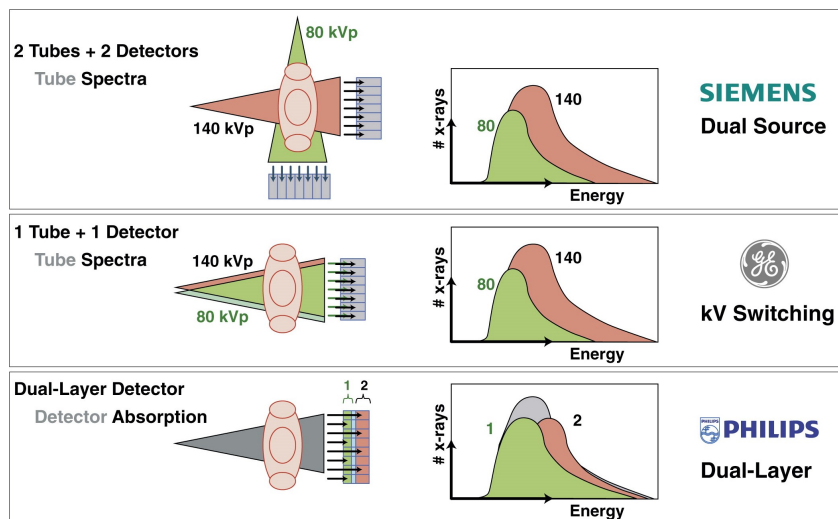 2 Tubes + 2 Detectors
Tube Spectra
80 kVp
140 kVp
# x-rays
80
140
Energy
SIEMENS
Dual Source
1 Tube + 1 Detector
Tube Spectra
140 kVp
80 kVp
# x-rays
80
140
Energy
GE
kV Switching
Dual-Layer Detector
Detector Absorption
1 2
# x-rays
1
2
Energy
PHILIPS
PHILIPS
Dual-Layer